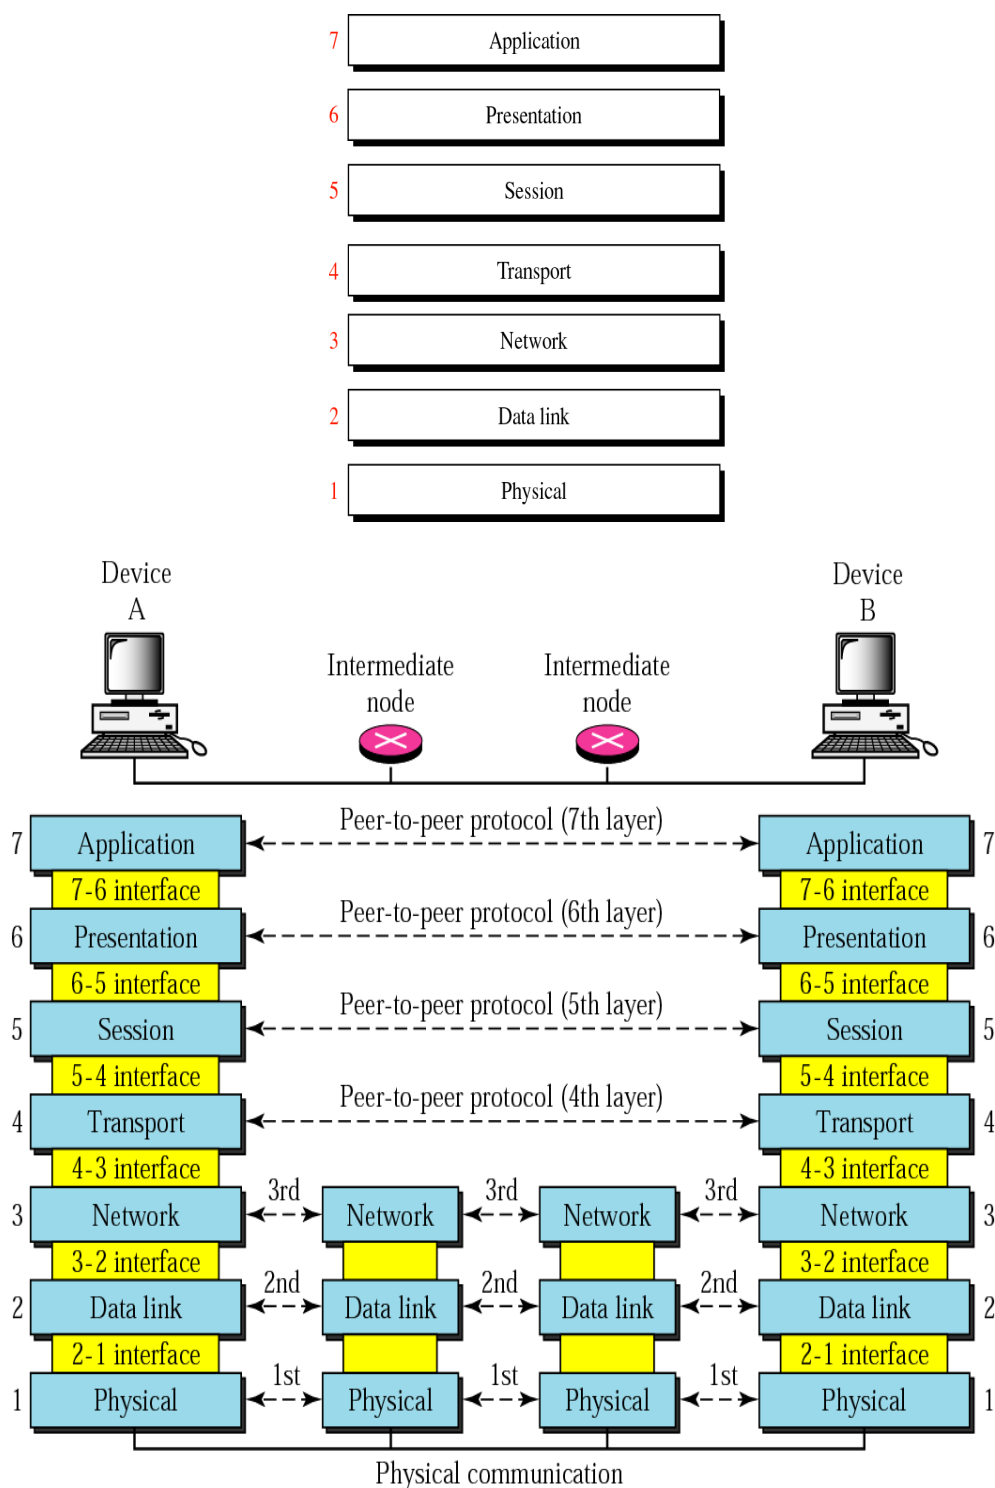 7 Application
6 Presentation
5 Session
4 Transport
3 Network
2 Data link
1 Physical
Device
A
Device
B
Intermediate
node
Intermediate
node
Peer-to-peer protocol (7th layer)
7 Application Application 7
7-6 interface 7-6 interface
Peer-to-peer protocol (6th layer)
6 Presentation Presentation 6
6-5 interface 6-5 interface
Peer-to-peer protocol (5th layer)
5 Session Session 5
5-4 interface 5-4 interface
Peer-to-peer protocol (4th layer)
4 Transport Transport 4
4-3 interface 4-3 interface
3rd 3rd 3rd
3 Network Network Network Network 3
3-2 interface 3-2 interface
2nd 2nd 2nd
2 Data link Data link Data link Data link 2
2-1 interface 2-1 interface
1st 1st 1st
1 Physical Physical Physical Physical 1
Physical communication